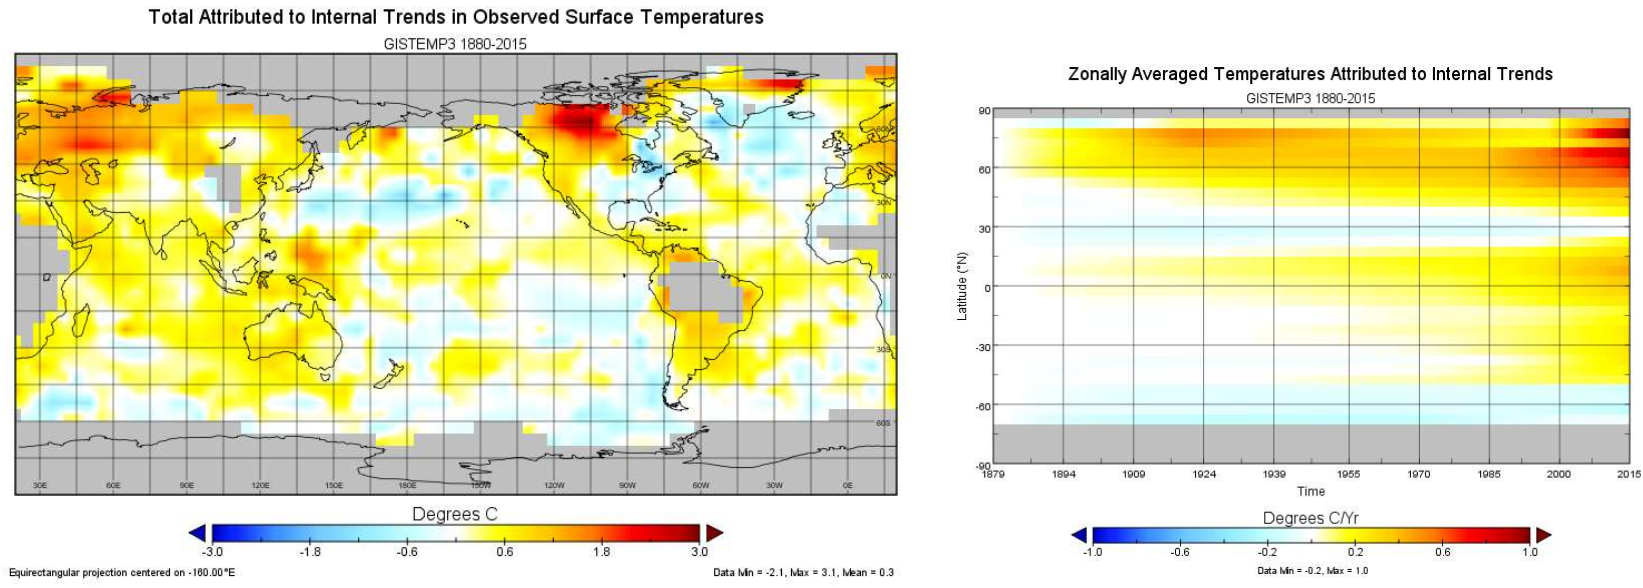 Total Attributed to Internal Trends in Observed Surface Temperatures
GISTEMP3 1880-2015
60N
30N
0N
30S
60S
30E 60E 90E 120E 150E 180E 150W 120W 90W 60W 30W 0E
Degrees C
-3.0 -1.8 -0.6 0.6 1.8 3.0
Equirectangular projection centered on -160.00°E
Data Min = -2.1, Max = 3.1, Mean = 0.3
Zonally Averaged Temperatures Attributed to Internal Trends
GISTEMP3 1880-2015
Latitude (°N)
90
60
30
0
-30
-60
-90
1879 1894 1909 1924 1939 1955 1970 1985 2000 2015
Time
Degrees C/Yr
-1.0 -0.6 -0.2 0.2 0.6 1.0
Data Min = -0.2, Max = 1.0